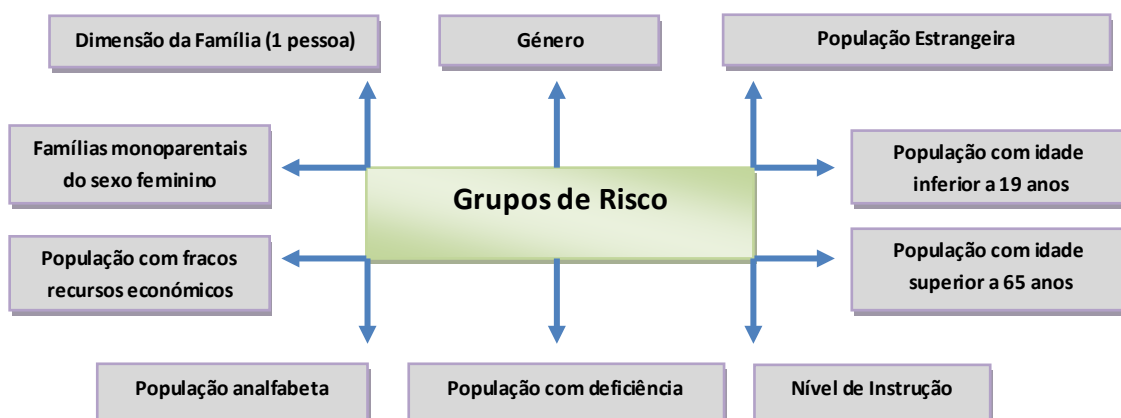 Dimensão da Família (1 pessoa)
Género
População Estrangeira
Famílias monoparentais
do sexo feminino
População com idade
inferior a 19 anos
Grupos de Risco
População com fracos
recursos económicos
População com idade
superior a 65 anos
População analfabeta
População com deficiência
Nível de Instrução